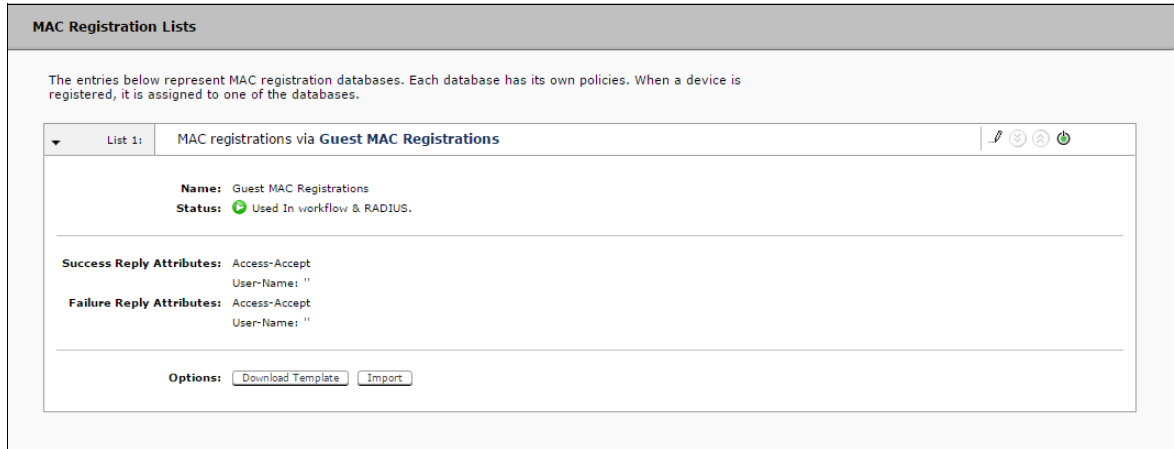 MAC Registration Lists
The entries below represent MAC registration databases. Each database has its own policies. When a device is
registered, it is assigned to one of the databases.
List 1: MAC registrations via Guest MAC Registrations
Name: Guest MAC Registrations
Status: Used In workflow & RADIUS.
Success Reply Attributes: Access-Accept
User-Name: ''
Failure Reply Attributes: Access-Accept
User-Name: ''
Options: Download Template Import